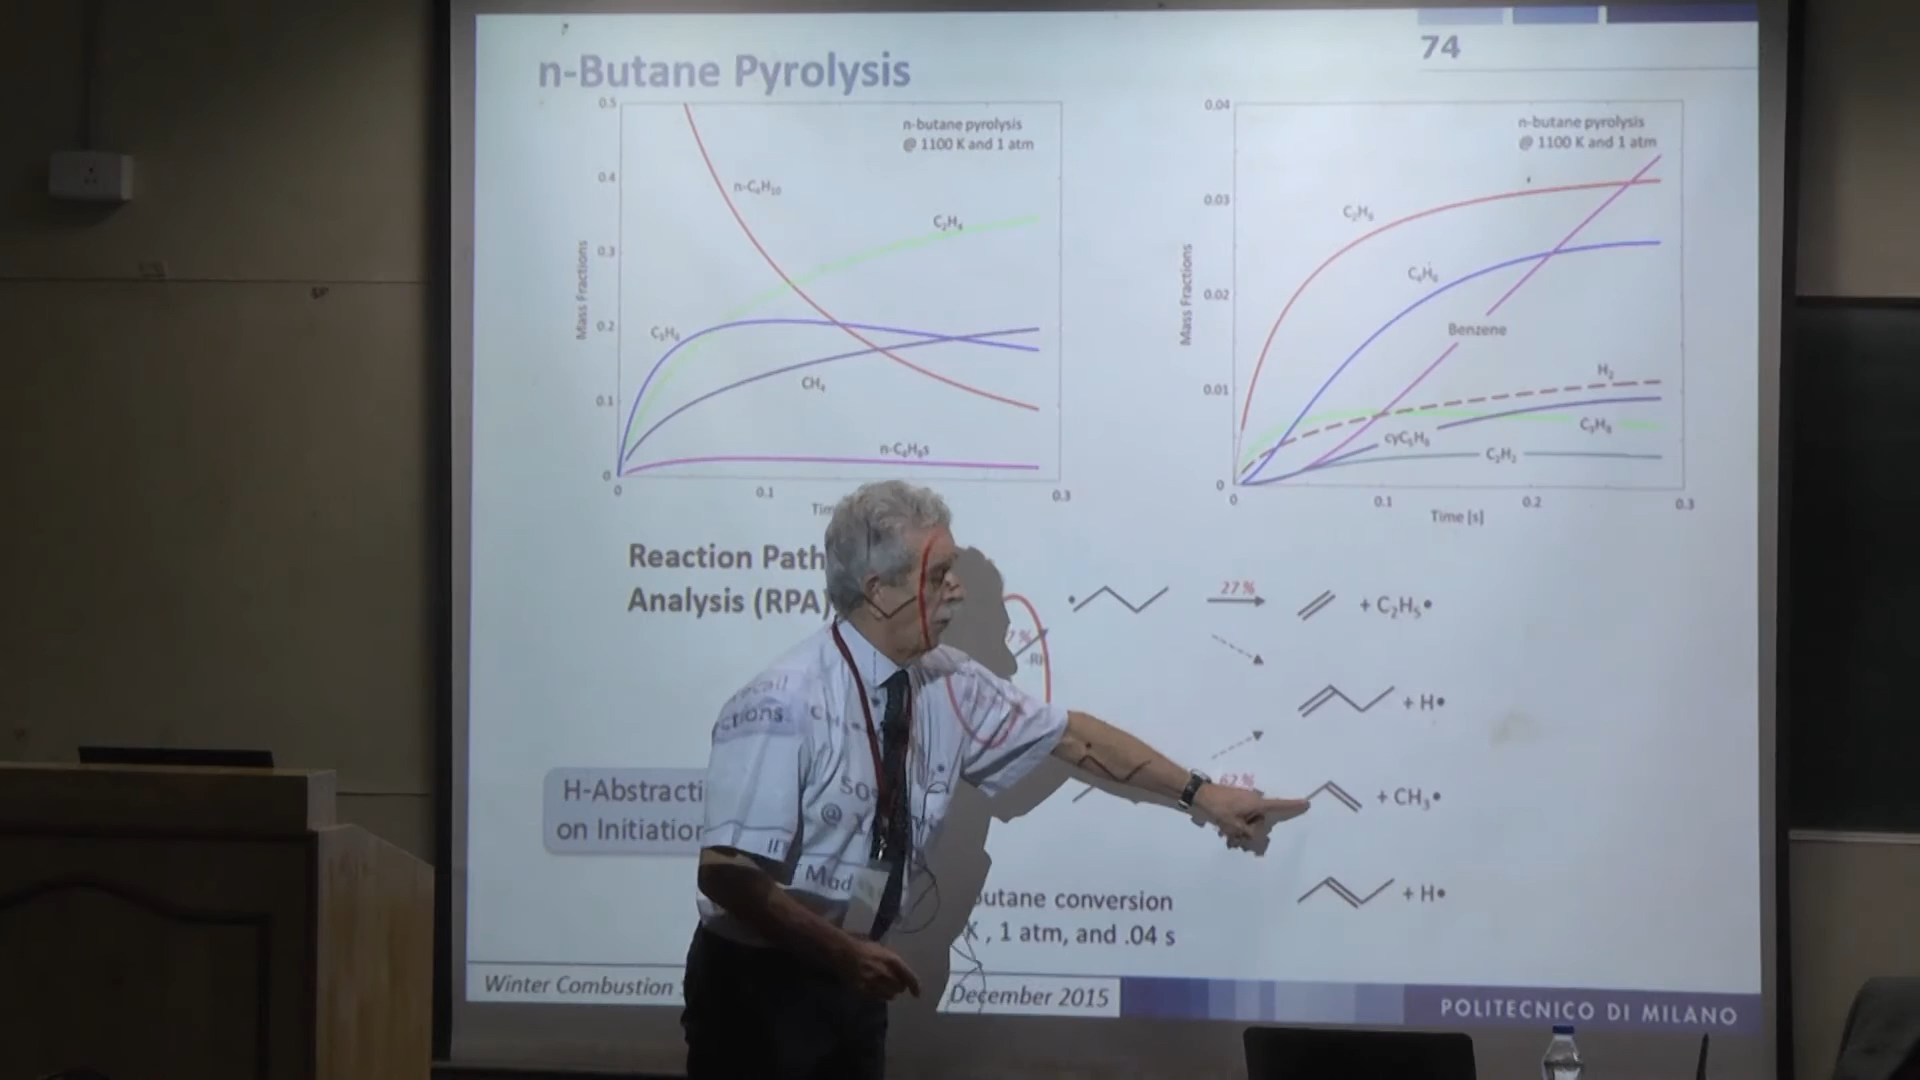 74
n-Butane Pyrolysis
0.5
0.4
0.3
0.2
0.1
0
Mass Fractions
n-butane pyrolysis
@ 1100 K and 1 atm
n-C₄H₁₀
C₂H₄
C₃H₆
CH₄
n-C₄H₈s
0
0.1
0.3
0.04
0.03
0.02
0.01
0
Mass Fractions
n-butane pyrolysis
@ 1100 K and 1 atm
C₂H₆
C₄H₆
Benzene
H₂
cyC₅H₆
C₃H₈
C₂H₂
0
0.1
0.2
0.3
Time [s]
Reaction Path
Analysis (RPA)
27%
+ C₂H₅•
+ H•
62%
+ CH₃•
+ H•
H-Abstracti
on Initiation
butane conversion
K , 1 atm, and .04 s
Winter Combustion
December 2015
POLITECNICO DI MILANO